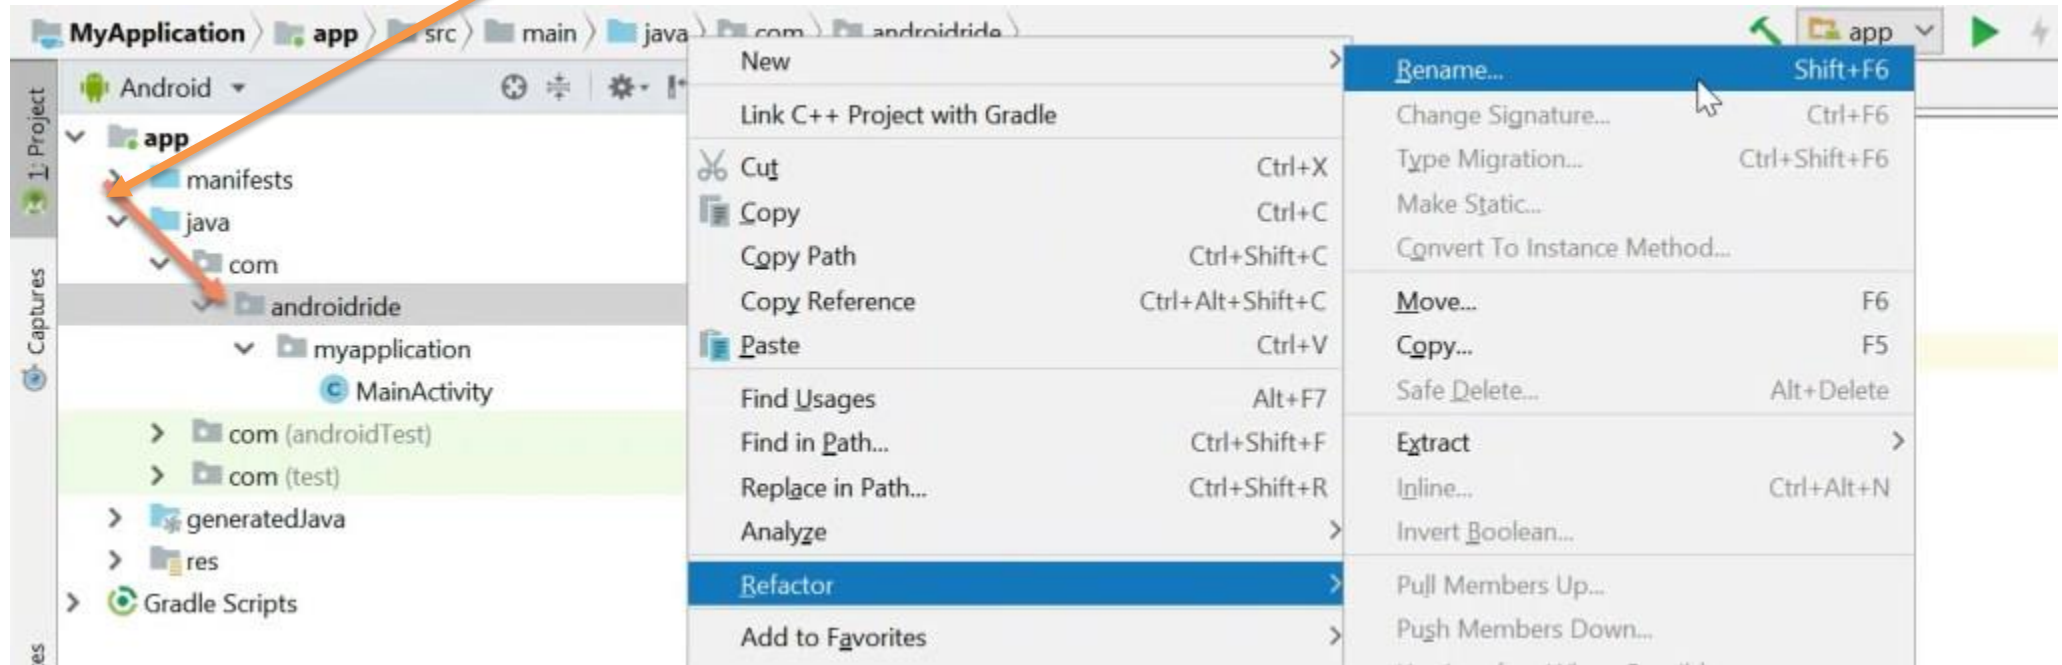 MyApplication app src main java com androidride
app
1: Project
Captures
Android
app
manifests
java
com
androidride
myapplication
MainActivity
com (androidTest)
com (test)
generatedJava
res
Gradle Scripts
New
Link C++ Project with Gradle
Cut Ctrl+X
Copy Ctrl+C
Copy Path Ctrl+Shift+C
Copy Reference Ctrl+Alt+Shift+C
Paste Ctrl+V
Find Usages Alt+F7
Find in Path... Ctrl+Shift+F
Replace in Path... Ctrl+Shift+R
Analyze
Refactor
Add to Favorites
Rename... Shift+F6
Change Signature... Ctrl+F6
Type Migration... Ctrl+Shift+F6
Make Static...
Convert To Instance Method...
Move... F6
Copy... F5
Safe Delete... Alt+Delete
Extract
Inline... Ctrl+Alt+N
Invert Boolean...
Pull Members Up...
Push Members Down...